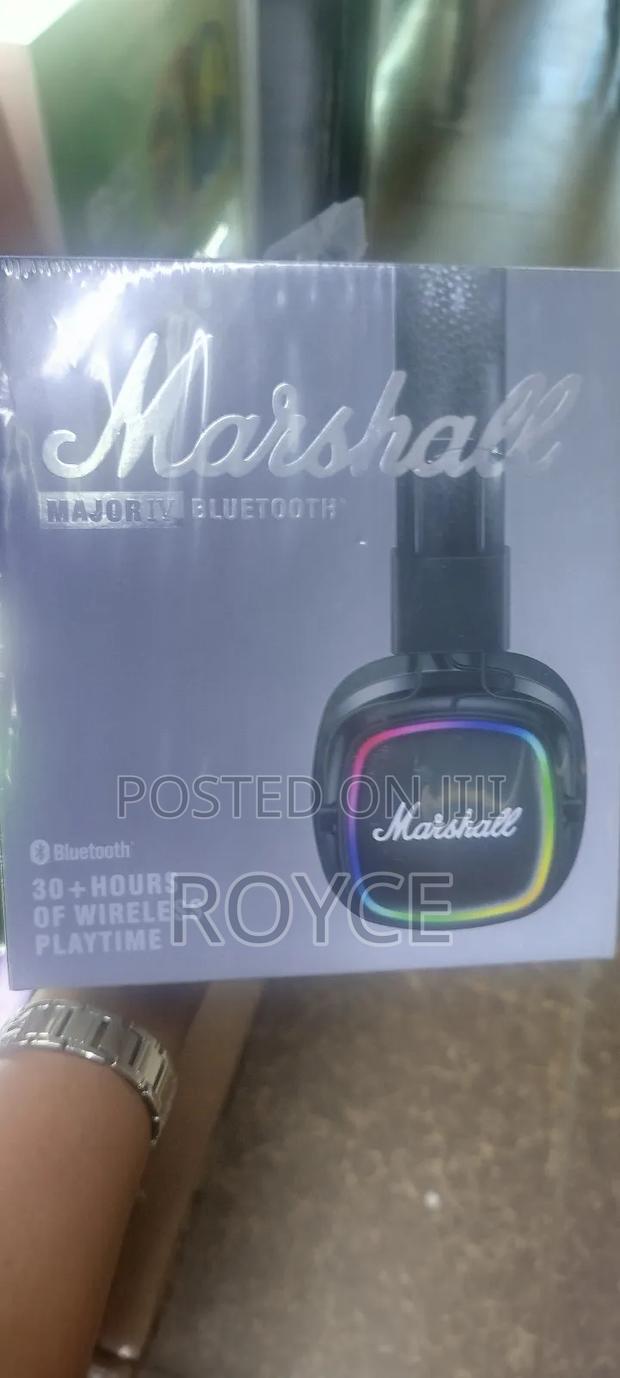 Marshall
MAJOR IV BLUETOOTH
POSTED ON JIJI
Marshall
Bluetooth
30+HOURS
OF WIRELESS
PLAYTIME
ROYCE